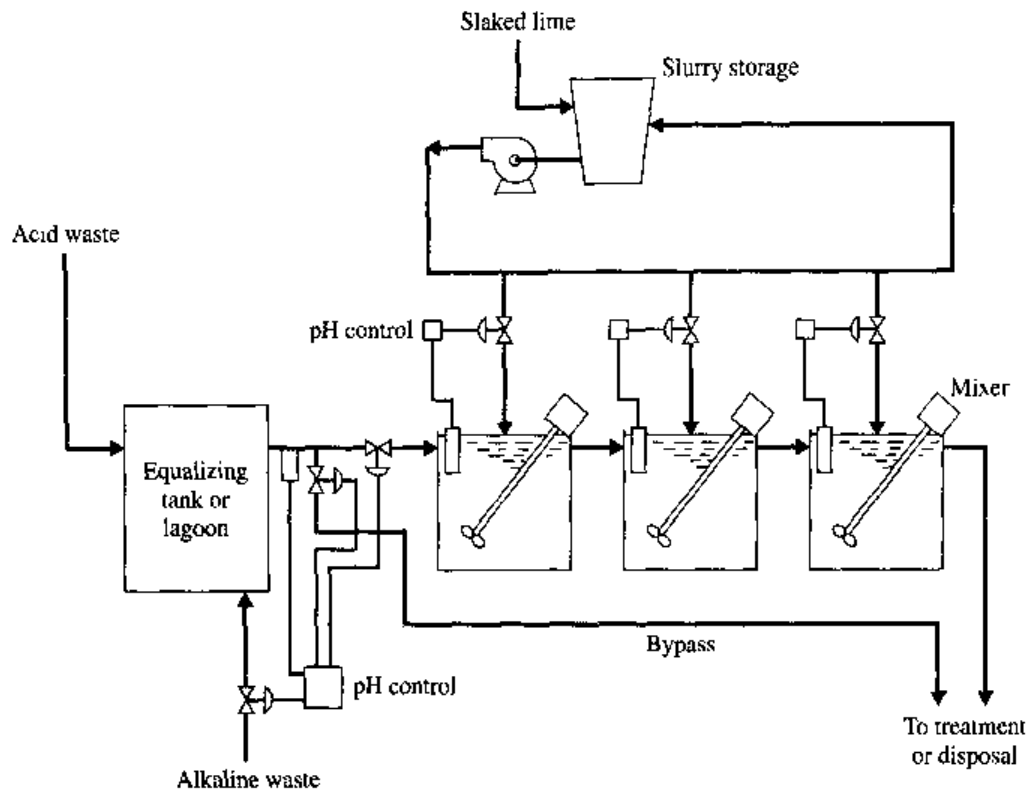 Slaked lime
Slurry storage
Acid waste
pH control
Mixer
Equalizing
tank or
lagoon
Bypass
pH control
To treatment
or disposal
Alkaline waste